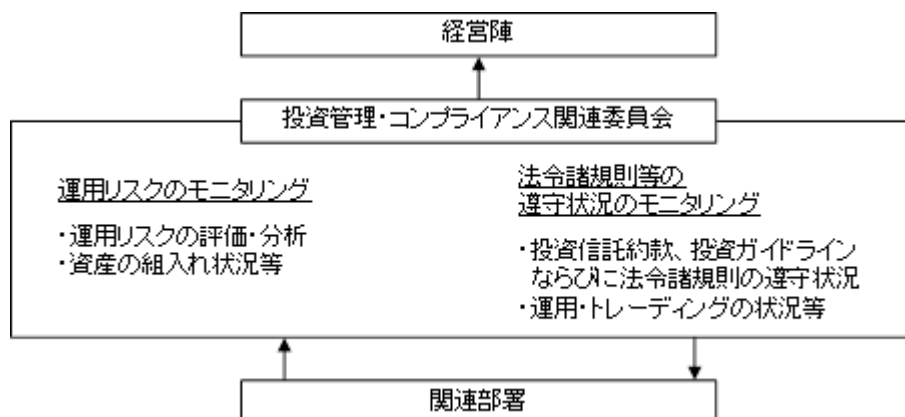 経営陣
投資管理・コンプライアンス関連委員会
運用リスクのモニタリング
・運用リスクの評価・分析
・資産の組入れ状況等
法令諸規則等の
遵守状況のモニタリング
・投資信託約款、投資ガイドライン
ならびに法令諸規則の遵守状況
・運用・トレーディングの状況等
関連部署